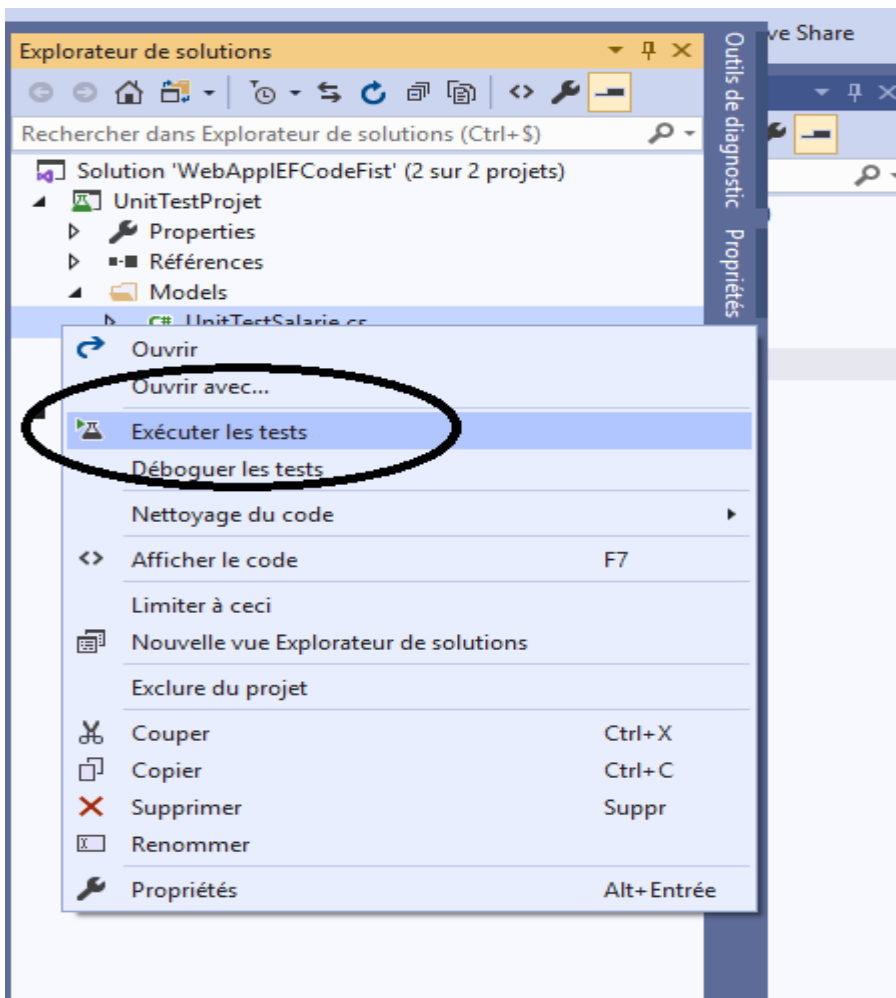 ve Share
Explorateur de solutions
Rechercher dans Explorateur de solutions (Ctrl+$)
Solution 'WebApplEFCodeFist' (2 sur 2 projets)
UnitTestProjet
Properties
Références
Models
C# UnitTestSalarie.cs
Ouvrir
Ouvrir avec...
Exécuter les tests
Déboguer les tests
Nettoyage du code
Afficher le code F7
Limiter à ceci
Nouvelle vue Explorateur de solutions
Exclure du projet
Couper Ctrl+X
Copier Ctrl+C
Supprimer Suppr
Renommer
Propriétés Alt+Entrée
Outils de diagnostic
Propriétés